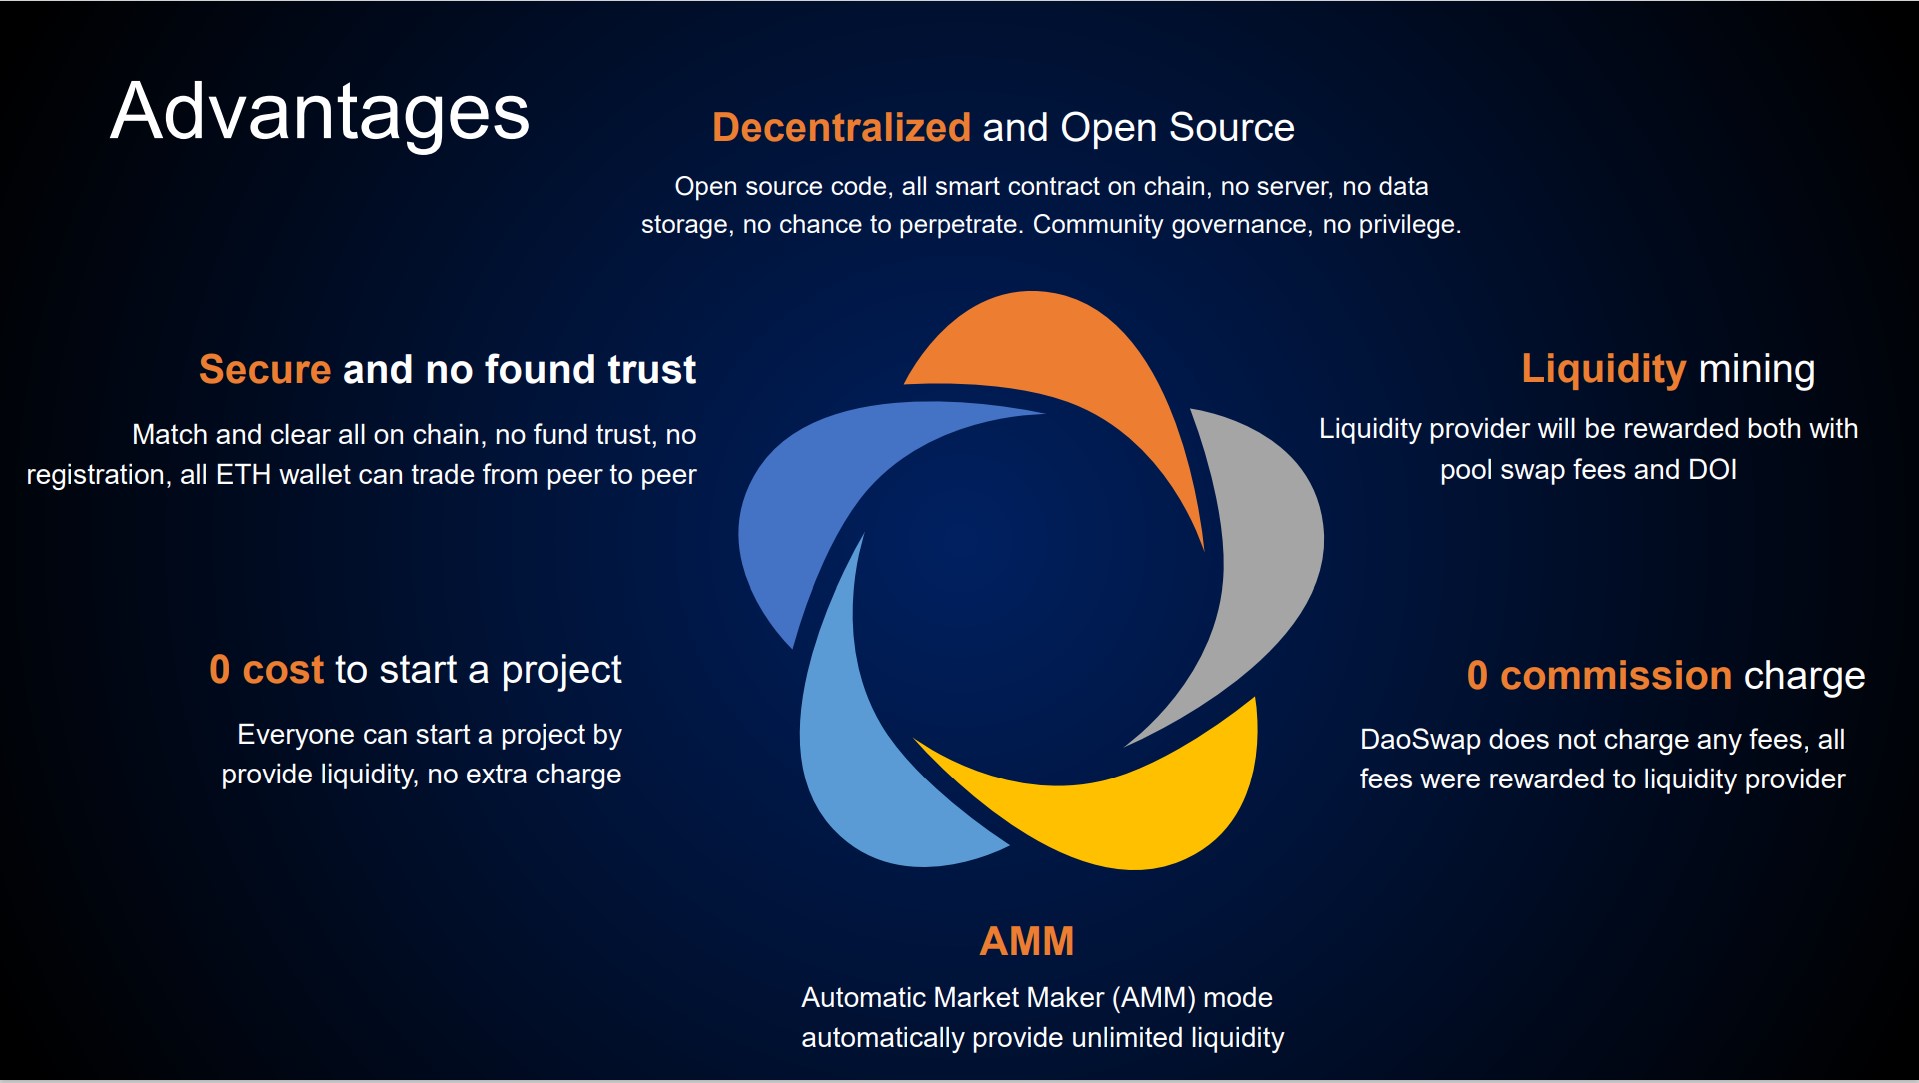 Advantages
Decentralized and Open Source
Open source code, all smart contract on chain, no server, no data
storage, no chance to perpetrate. Community governance, no privilege.
Secure and no found trust
Match and clear all on chain, no fund trust, no
registration, all ETH wallet can trade from peer to peer
Liquidity mining
Liquidity provider will be rewarded both with
pool swap fees and DOI
0 cost to start a project
Everyone can start a project by
provide liquidity, no extra charge
0 commission charge
DaoSwap does not charge any fees, all
fees were rewarded to liquidity provider
AMM
Automatic Market Maker (AMM) mode
automatically provide unlimited liquidity